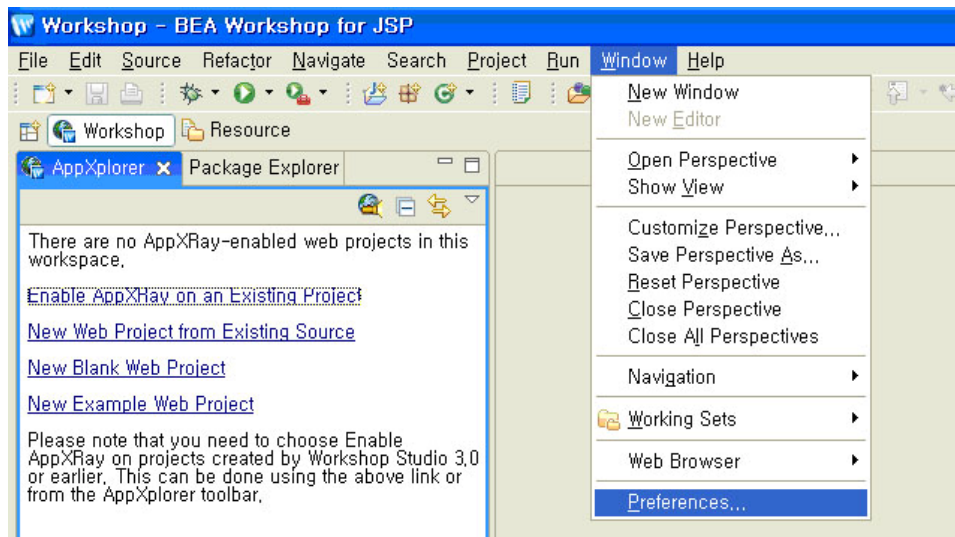 Workshop - BEA Workshop for JSP
File Edit Source Refactor Navigate Search Project Run Window Help
Workshop Resource
AppXplorer Package Explorer
There are no AppXRay-enabled web projects in this
workspace.
Enable AppXRay on an Existing Project
New Web Project from Existing Source
New Blank Web Project
New Example Web Project
Please note that you need to choose Enable
AppXRay on projects created by Workshop Studio 3.0
or earlier. This can be done using the above link or
from the AppXplorer toolbar.
New Window
New Editor
Open Perspective
Show View
Customize Perspective...
Save Perspective As...
Reset Perspective
Close Perspective
Close All Perspectives
Navigation
Working Sets
Web Browser
Preferences...